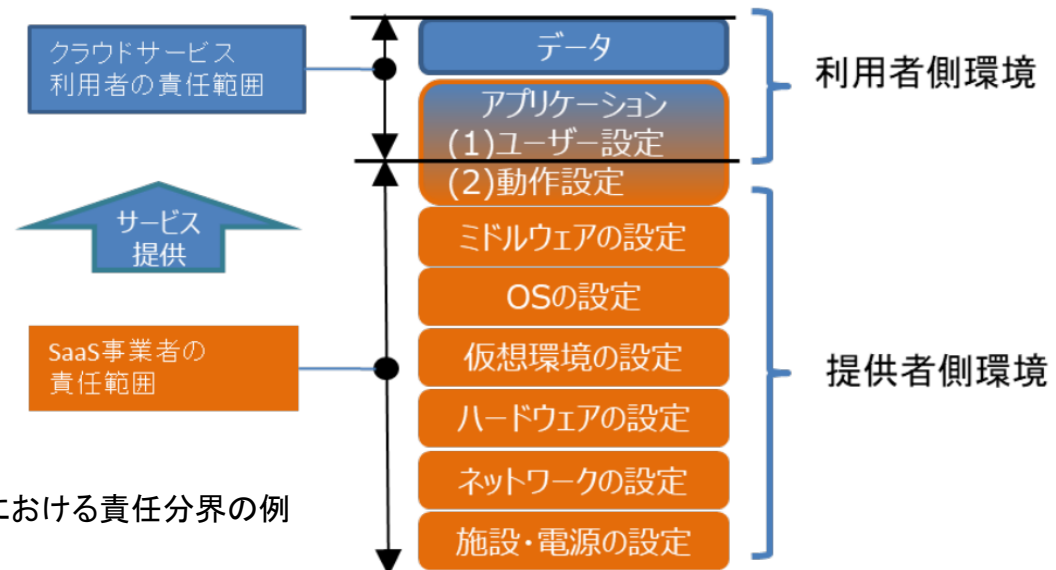 クラウドサービス
利用者の責任範囲
サービス
提供
SaaS事業者の
責任範囲
における責任分界の例
データ
アプリケーション
(1)ユーザー設定
(2)動作設定
ミドルウェアの設定
OSの設定
仮想環境の設定
ハードウェアの設定
ネットワークの設定
施設・電源の設定
利用者側環境
提供者側環境